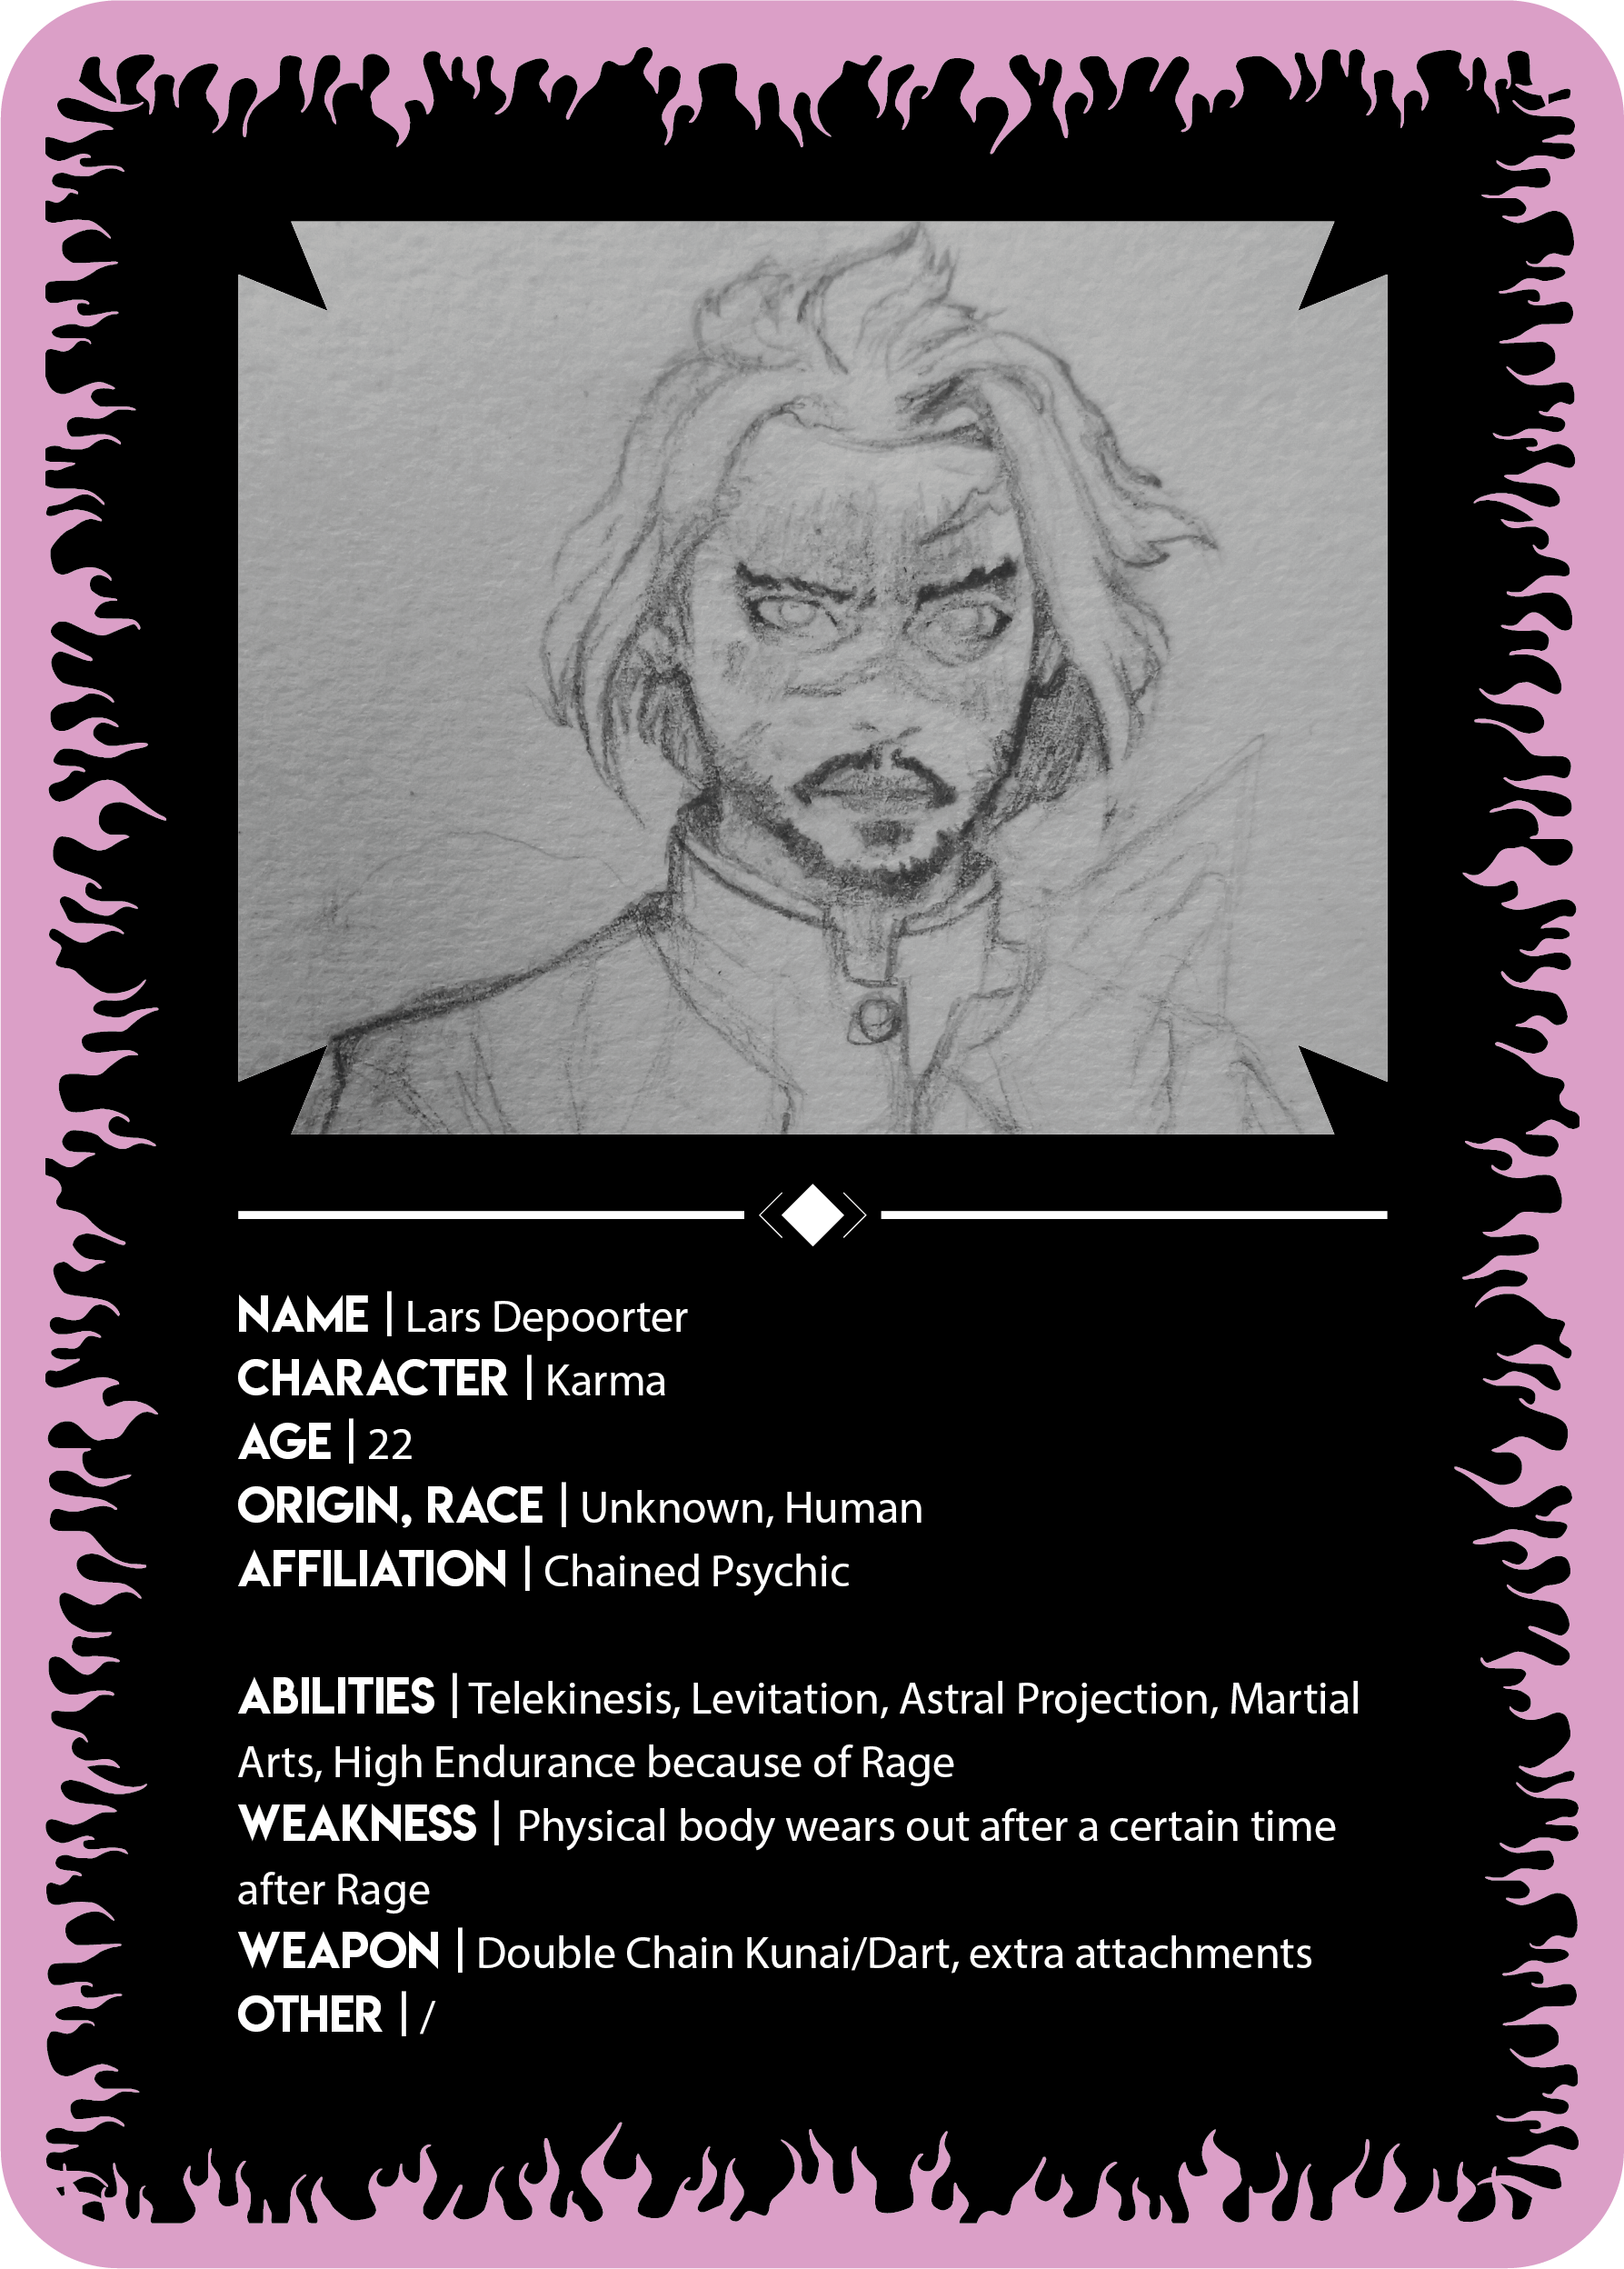 NAME | Lars Depoorter
CHARACTER | Karma
AGE | 22
ORIGIN, RACE | Unknown, Human
AFFILIATION | Chained Psychic
ABILITIES | Telekinesis, Levitation, Astral Projection, Martial
Arts, High Endurance because of Rage
WEAKNESS | Physical body wears out after a certain time
after Rage
WEAPON | Double Chain Kunai/Dart, extra attachments
OTHER | /